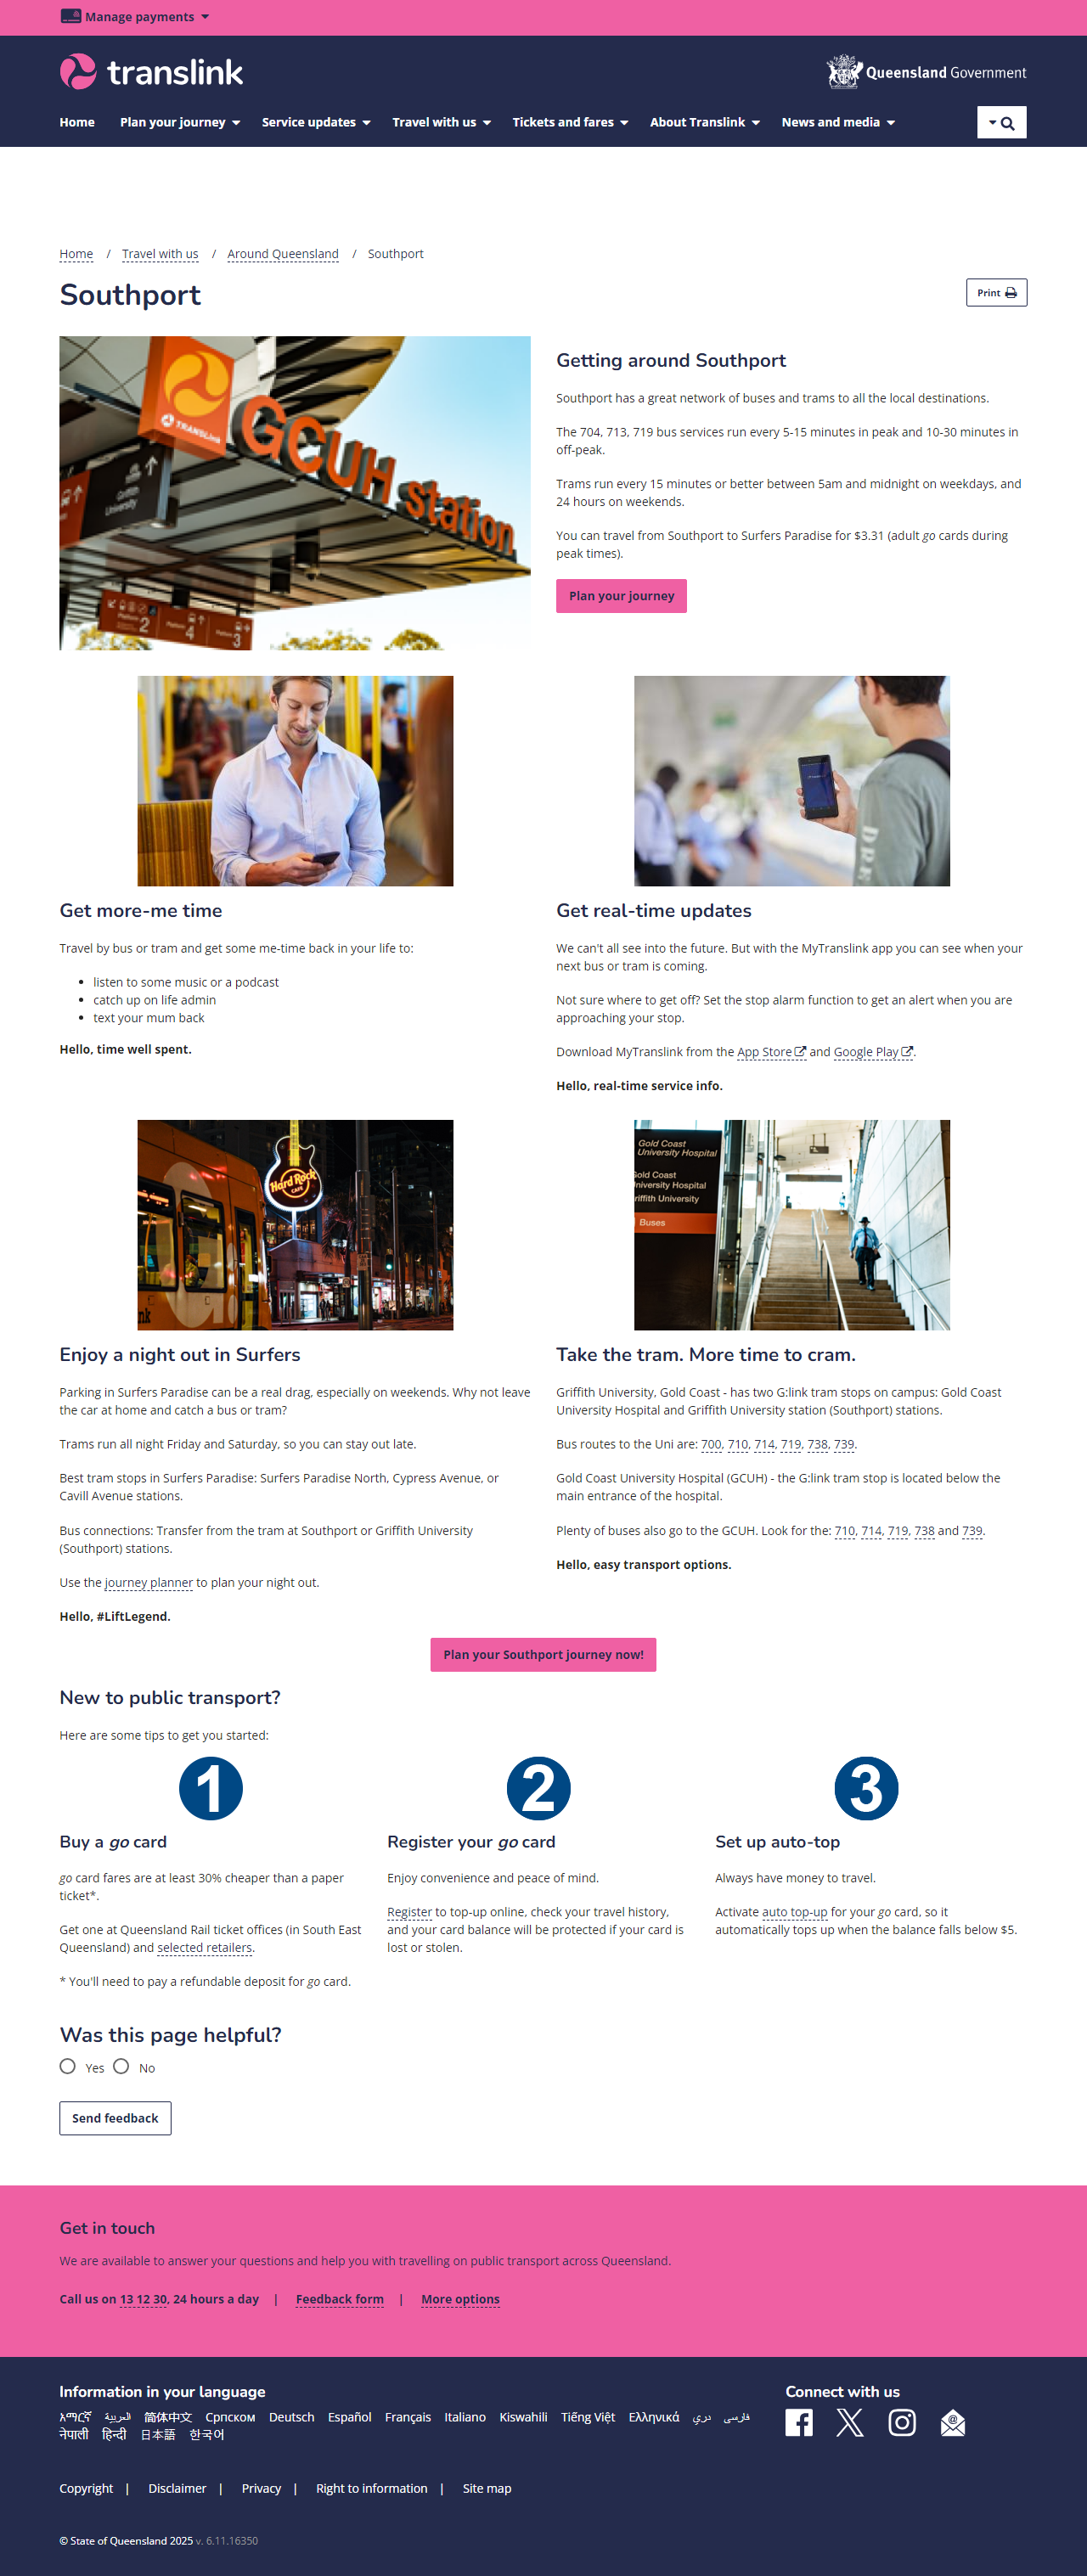 Manage payments
translink
Queensland Government
Home Plan your journey Service updates Travel with us Tickets and fares About Translink News and media
Home / Travel with us / Around Queensland / Southport
Southport
Print
TRANSLink
GCUH station
University
Platform 2
Platform 4
Platform 3
Getting around Southport
Southport has a great network of buses and trams to all the local destinations.
The 704, 713, 719 bus services run every 5-15 minutes in peak and 10-30 minutes in
off-peak.
Trams run every 15 minutes or better between 5am and midnight on weekdays, and
24 hours on weekends.
You can travel from Southport to Surfers Paradise for $3.31 (adult go cards during
peak times).
Plan your journey
Get more-me time
Travel by bus or tram and get some me-time back in your life to:
• listen to some music or a podcast
• catch up on life admin
• text your mum back
Hello, time well spent.
Get real-time updates
We can't all see into the future. But with the MyTranslink app you can see when your
next bus or tram is coming.
Not sure where to get off? Set the stop alarm function to get an alert when you are
approaching your stop.
Download MyTranslink from the App Store and Google Play.
Hello, real-time service info.
Hard Rock
CAFE
Enjoy a night out in Surfers
Parking in Surfers Paradise can be a real drag, especially on weekends. Why not leave
the car at home and catch a bus or tram?
Trams run all night Friday and Saturday, so you can stay out late.
Best tram stops in Surfers Paradise: Surfers Paradise North, Cypress Avenue, or
Cavill Avenue stations.
Bus connections: Transfer from the tram at Southport or Griffith University
(Southport) stations.
Use the journey planner to plan your night out.
Hello, #LiftLegend.
Gold Coast
University Hospital
Gold Coast
University Hospital
Griffith University
Buses
Take the tram. More time to cram.
Griffith University, Gold Coast - has two G:link tram stops on campus: Gold Coast
University Hospital and Griffith University station (Southport) stations.
Bus routes to the Uni are: 700, 710, 714, 719, 738, 739.
Gold Coast University Hospital (GCUH) - the G:link tram stop is located below the
main entrance of the hospital.
Plenty of buses also go to the GCUH. Look for the: 710, 714, 719, 738 and 739.
Hello, easy transport options.
Plan your Southport journey now!
New to public transport?
Here are some tips to get you started:
1
Buy a go card
go card fares are at least 30% cheaper than a paper
ticket*.
Get one at Queensland Rail ticket offices (in South East
Queensland) and selected retailers.
* You'll need to pay a refundable deposit for go card.
2
Register your go card
Enjoy convenience and peace of mind.
Register to top-up online, check your travel history,
and your card balance will be protected if your card is
lost or stolen.
3
Set up auto-top
Always have money to travel.
Activate auto top-up for your go card, so it
automatically tops up when the balance falls below $5.
Was this page helpful?
Yes No
Send feedback
Get in touch
We are available to answer your questions and help you with travelling on public transport across Queensland.
Call us on 13 12 30, 24 hours a day | Feedback form | More options
Information in your language
አማርኛ العربية 简体中文 Српском Deutsch Español Français Italiano Kiswahili Tiếng Việt Ελληνικά دري فارسی
नेपाली हिन्दी 日本語 한국어
Connect with us
Copyright | Disclaimer | Privacy | Right to information | Site map
© State of Queensland 2025 v. 6.11.16350